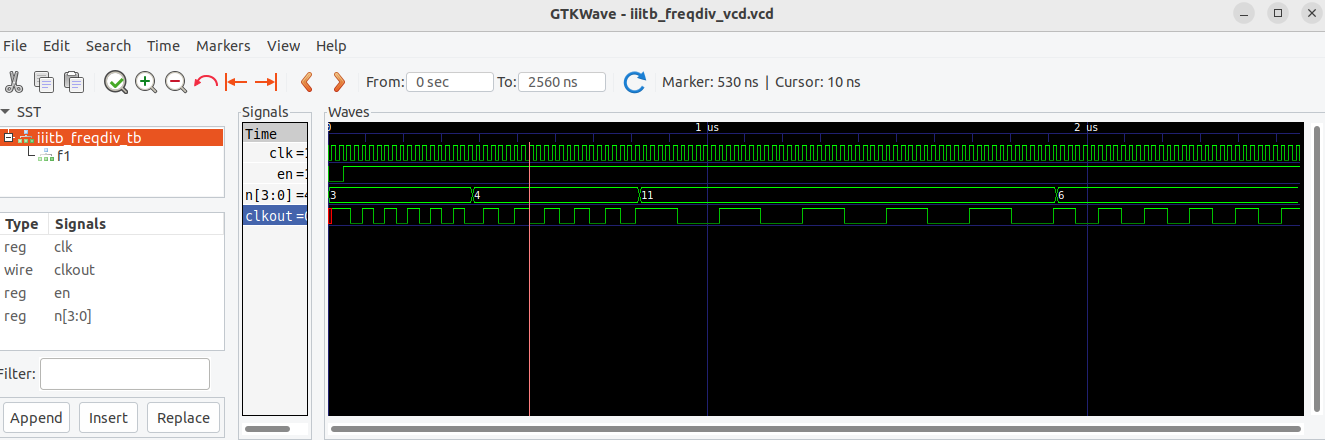 GTKWave - iiitb_freqdiv_vcd.vcd
File Edit Search Time Markers View Help
From: 0 sec To: 2560 ns Marker: 530 ns | Cursor: 10 ns
SST
iiitb_freqdiv_tb
f1
Type Signals
reg clk
wire clkout
reg en
reg n[3:0]
Filter:
Append Insert Replace
Signals
Time
clk =1
en =1
n[3:0] =4
clkout =0
Waves
0 1 us 2 us
3 4 11 6